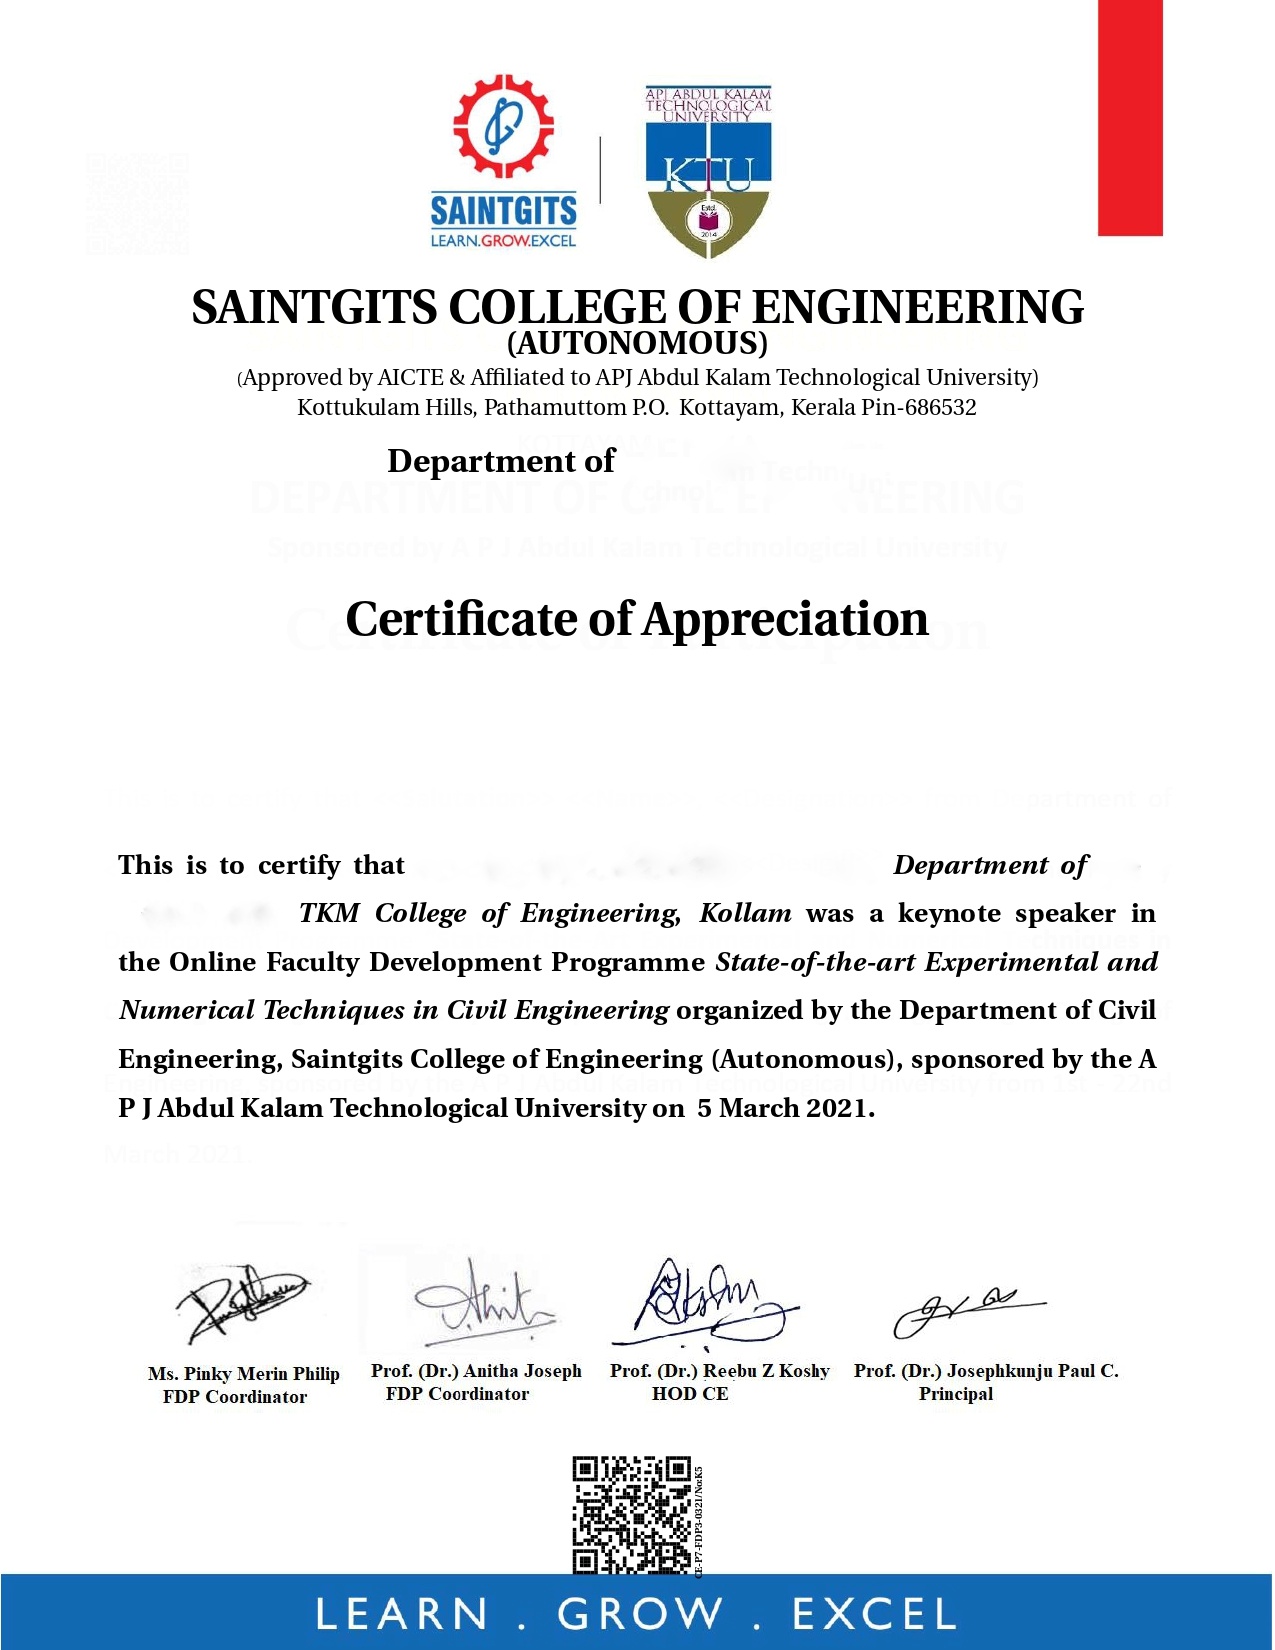 SAINTGITS
LEARN.GROW.EXCEL
APJ ABDUL KALAM
TECHNOLOGICAL
UNIVERSITY
KTU
Estd.
2014
SAINTGITS COLLEGE OF ENGINEERING
(AUTONOMOUS)
(Approved by AICTE & Affiliated to APJ Abdul Kalam Technological University)
Kottukulam Hills, Pathamuttom P.O. Kottayam, Kerala Pin-686532
Department of
Certificate of Appreciation
This is to certify that Department of
TKM College of Engineering, Kollam was a keynote speaker in
the Online Faculty Development Programme State-of-the-art Experimental and
Numerical Techniques in Civil Engineering organized by the Department of Civil
Engineering, Saintgits College of Engineering (Autonomous), sponsored by the A
P J Abdul Kalam Technological University on 5 March 2021.
Ms. Pinky Merin Philip
FDP Coordinator
Prof. (Dr.) Anitha Joseph
FDP Coordinator
Prof. (Dr.) Reebu Z Koshy
HOD CE
Prof. (Dr.) Josephkunju Paul C.
Principal
CE-P7-FDP3-0321/No:K5
LEARN . GROW . EXCEL